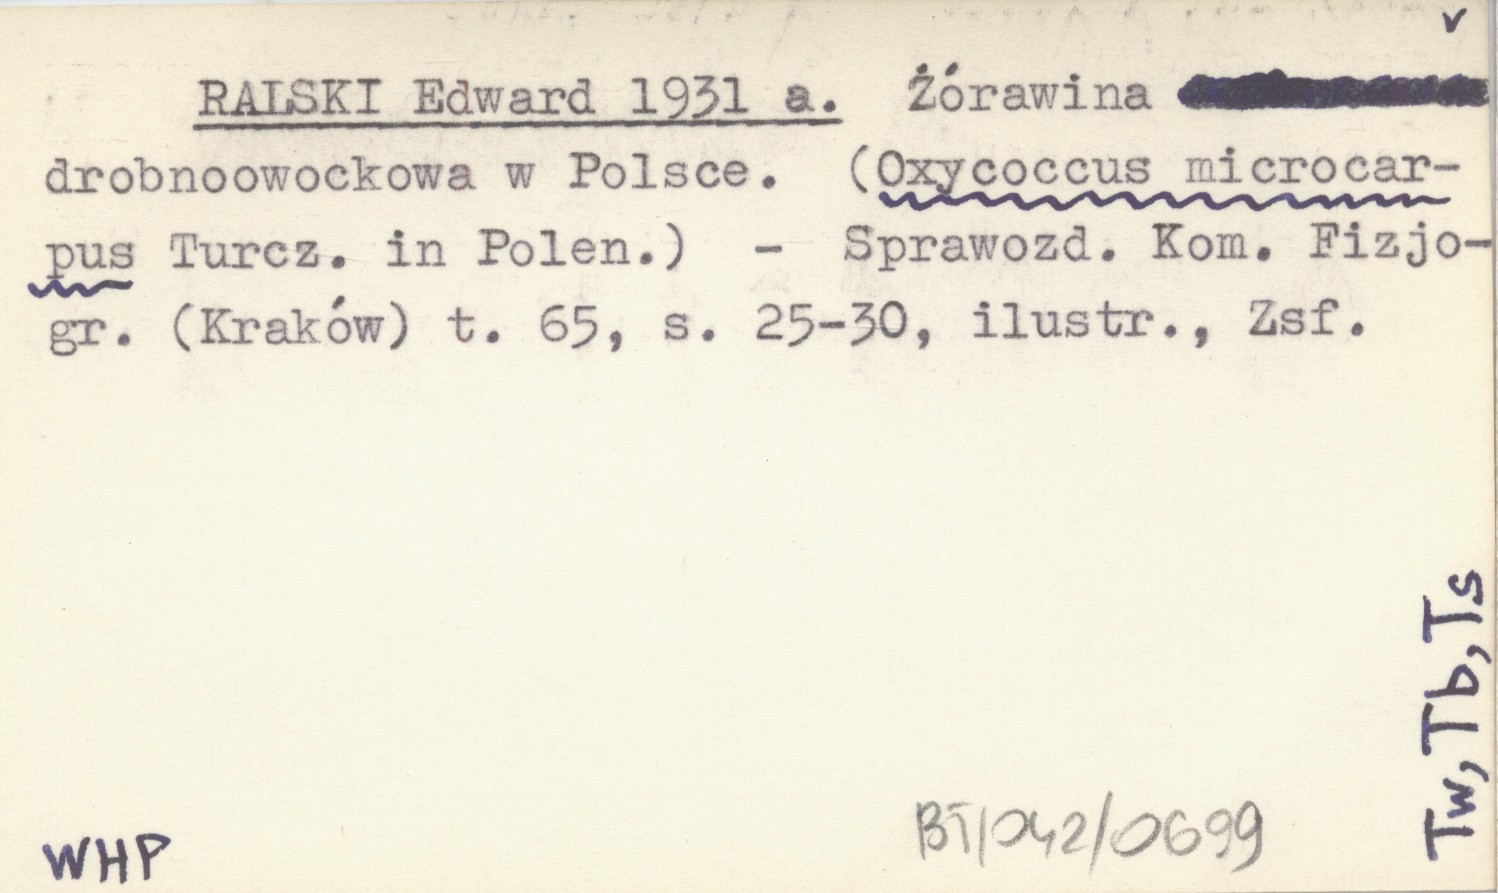 v
RALSKI Edward 1931 a. Żórawina
drobnoowockowa w Polsce. (Oxycoccus microcar-
pus Turcz. in Polen.) - Sprawozd. Kom. Fizjo-
gr. (Kraków) t. 65, s. 25-30, ilustr., Zsf.
Tw, Tb, Ts
BT/042/0699
WHP